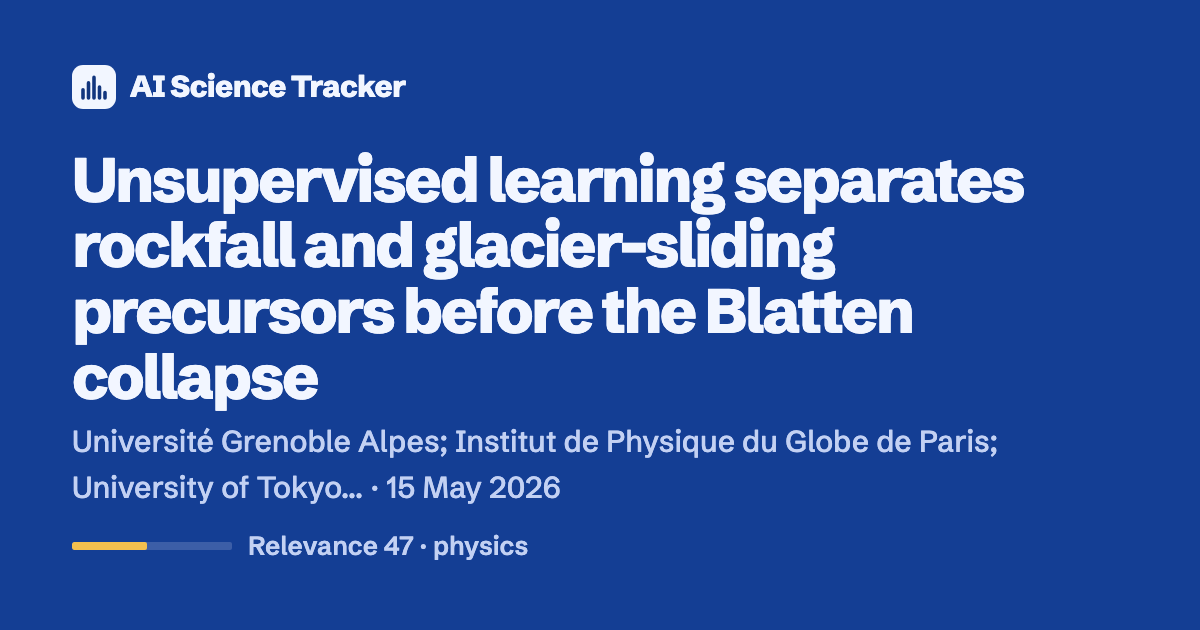 AI Science Tracker
Unsupervised learning separates
rockfall and glacier-sliding
precursors before the Blatten
collapse
Université Grenoble Alpes; Institut de Physique du Globe de Paris;
University of Tokyo... · 15 May 2026
Relevance 47 · physics